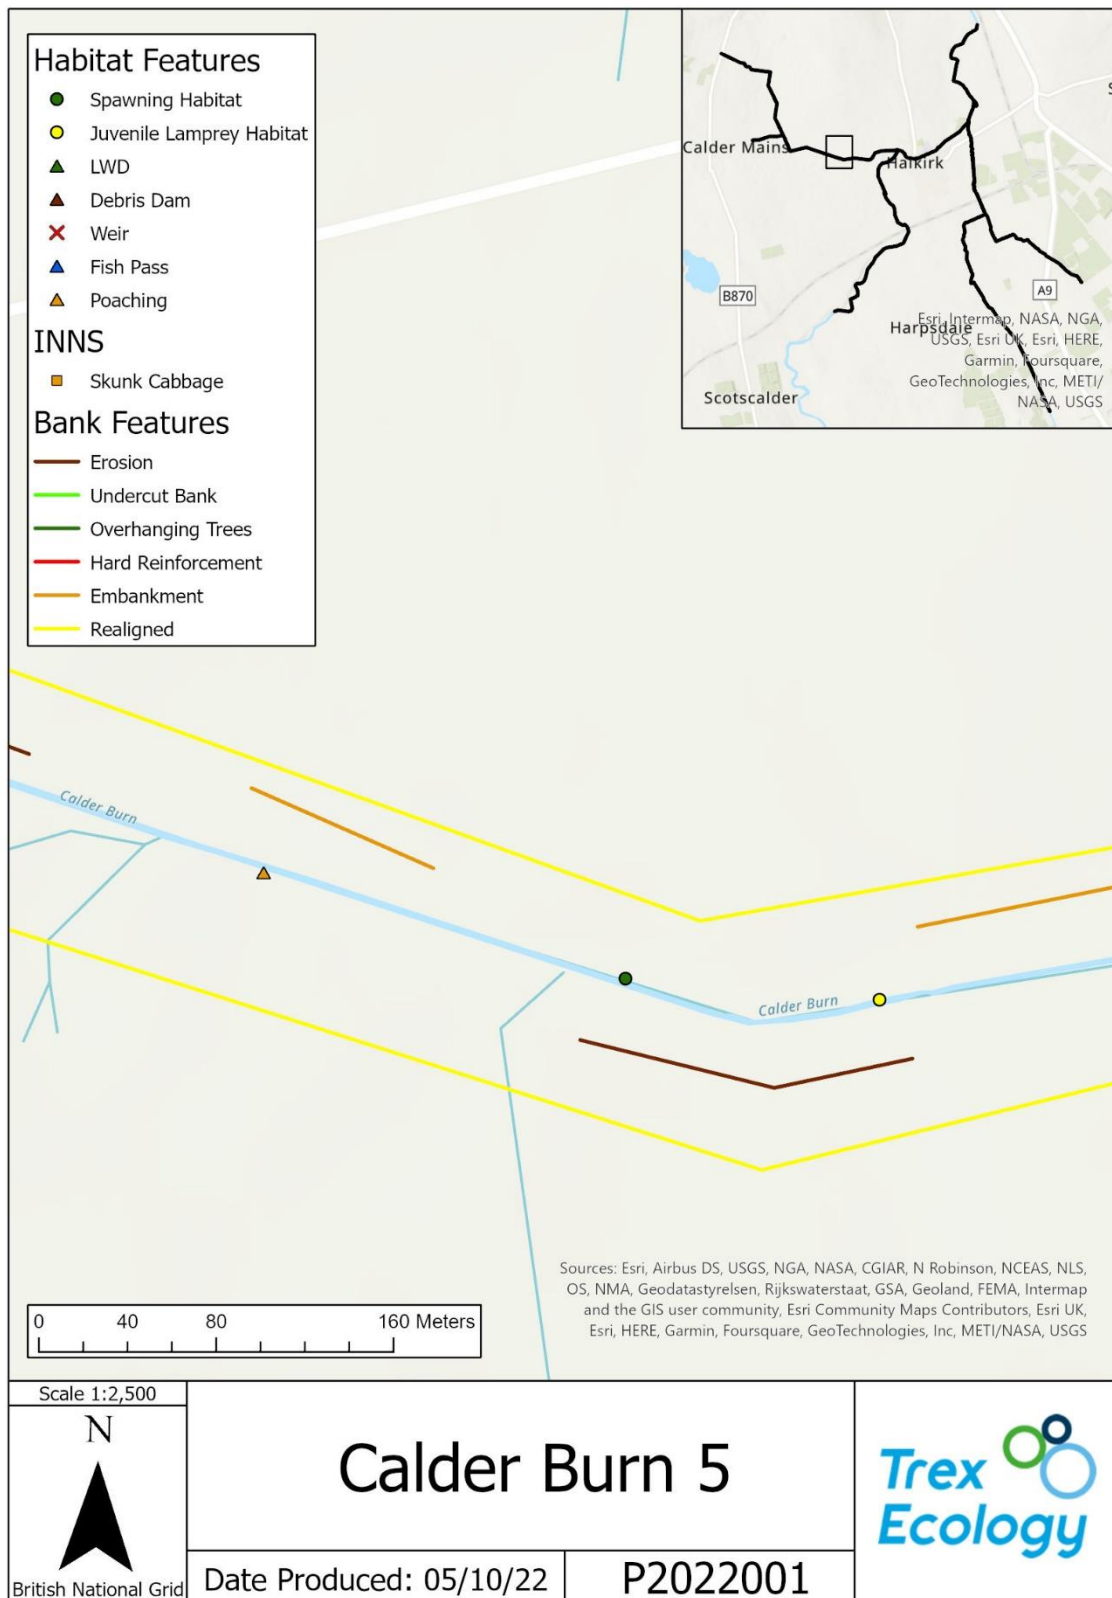 Habitat Features
Spawning Habitat
Juvenile Lamprey Habitat
LWD
Debris Dam
Weir
Fish Pass
Poaching
INNS
Skunk Cabbage
Bank Features
Erosion
Undercut Bank
Overhanging Trees
Hard Reinforcement
Embankment
Realigned
Calder Mains
Halkirk
B870
A9
Harpsdale
Scotscalder
S
Esri, Intermap, NASA, NGA,
USGS, Esri UK, Esri, HERE,
Garmin, Foursquare,
GeoTechnologies, Inc, METI/
NASA, USGS
Calder Burn
Calder Burn
Sources: Esri, Airbus DS, USGS, NGA, NASA, CGIAR, N Robinson, NCEAS, NLS,
OS, NMA, Geodatastyrelsen, Rijkswaterstaat, GSA, Geoland, FEMA, Intermap
and the GIS user community, Esri Community Maps Contributors, Esri UK,
Esri, HERE, Garmin, Foursquare, GeoTechnologies, Inc, METI/NASA, USGS
0 40 80 160 Meters
Scale 1:2,500
N
British National Grid
Calder Burn 5
Date Produced: 05/10/22
P2022001
Trex
Ecology